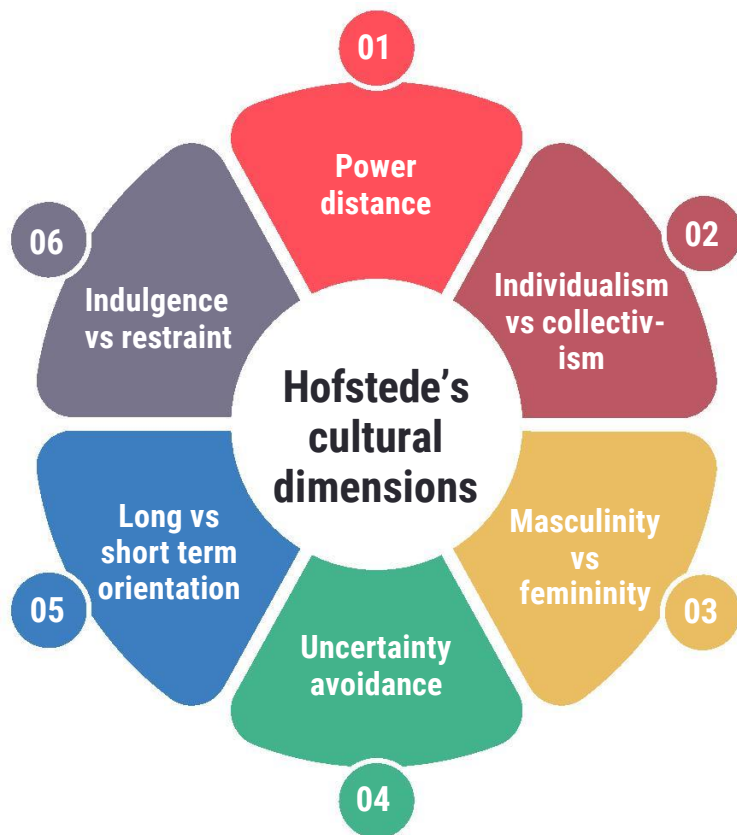 01
Power
distance
02
Individualism
vs collectiv-
ism
03
Masculinity
vs
femininity
04
Uncertainty
avoidance
05
Long vs
short term
orientation
06
Indulgence
vs restraint
Hofstede’s
cultural
dimensions